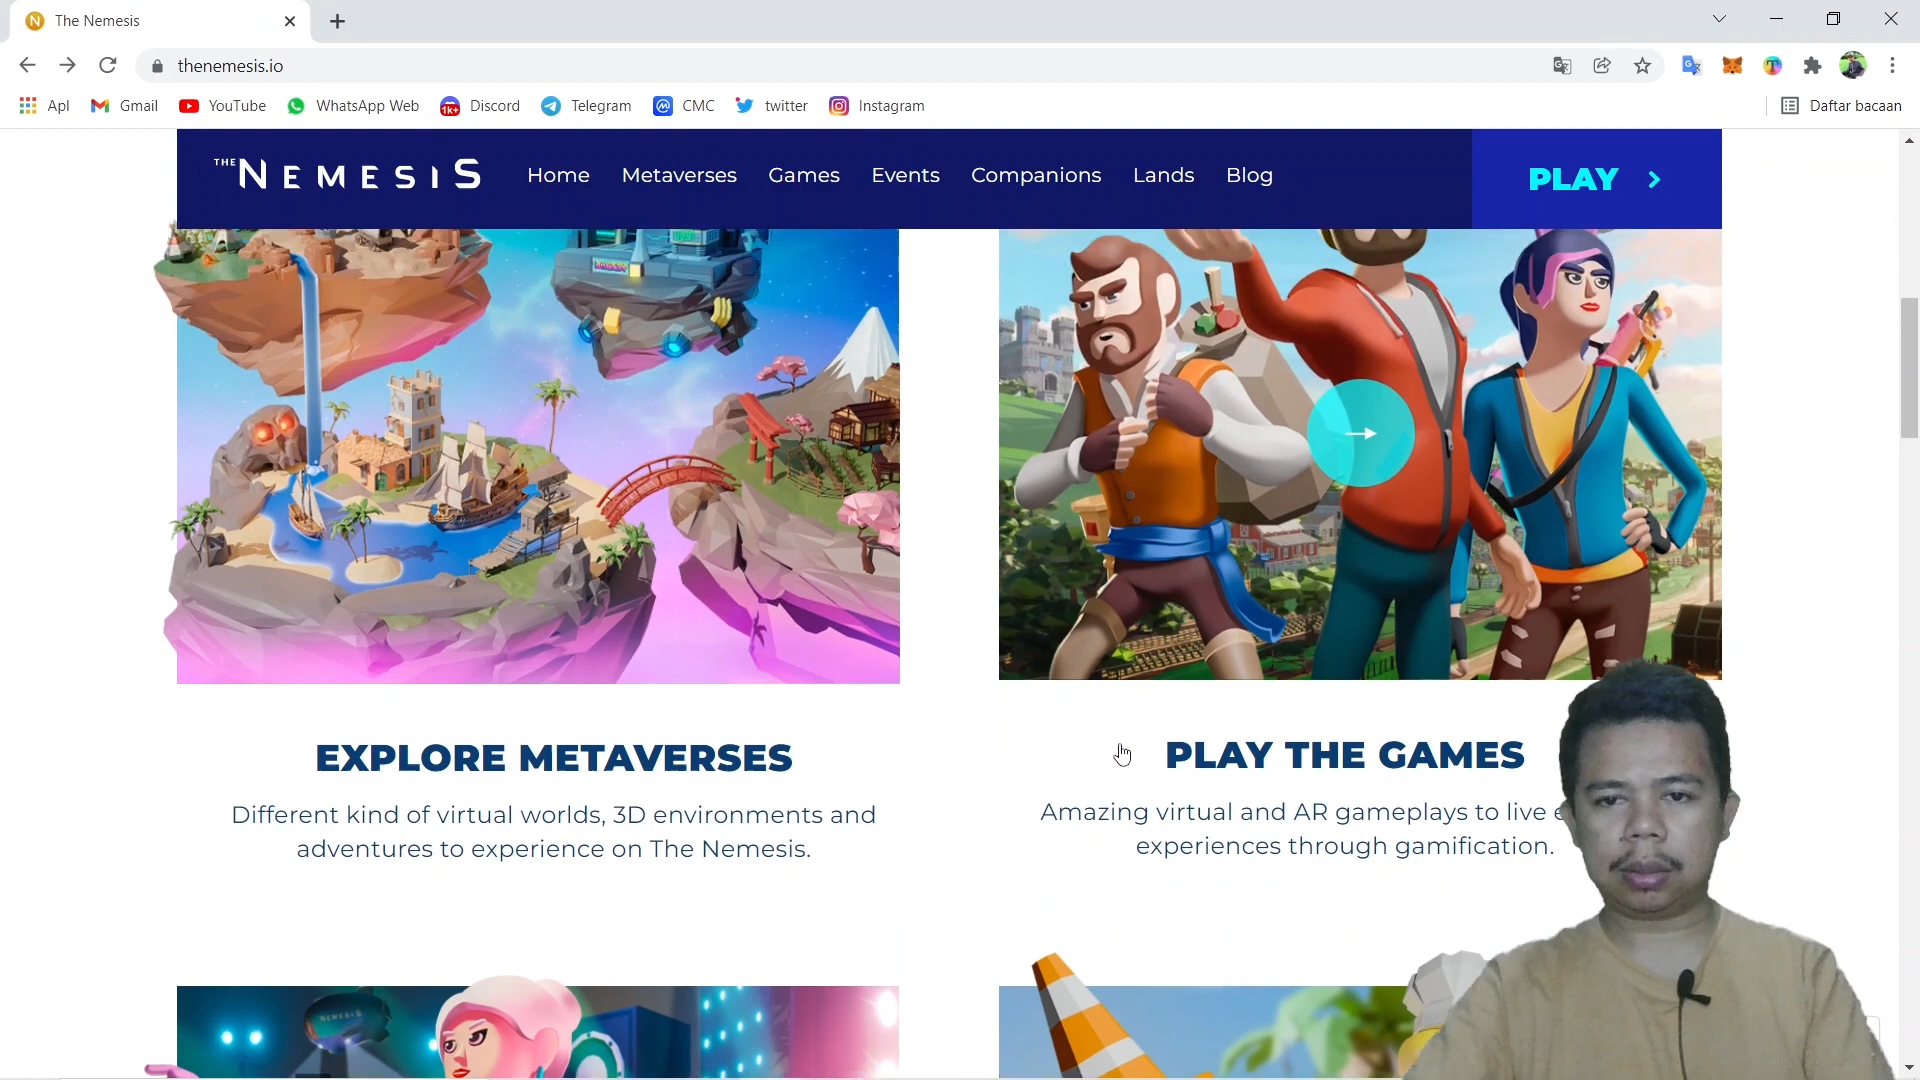 The Nemesis
thenemesis.io
Apl Gmail YouTube WhatsApp Web 1k+ Discord Telegram CMC twitter Instagram Daftar bacaan
THE NEMESIS Home Metaverses Games Events Companions Lands Blog PLAY
EXPLORE METAVERSES
Different kind of virtual worlds, 3D environments and
adventures to experience on The Nemesis.
PLAY THE GAMES
Amazing virtual and AR gameplays to live
experiences through gamification.
NEMESIS